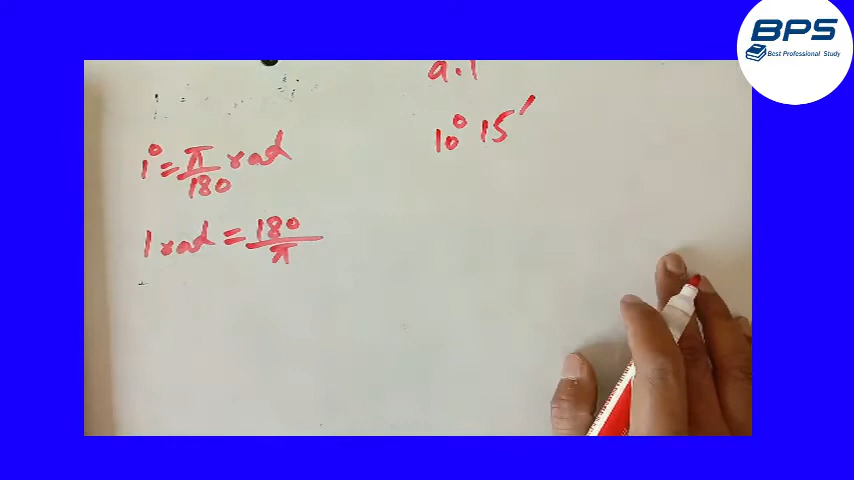 BPS
Best Professional Study
Q.1
1° = π/180 rad
10° 15′
1 rad = 180/π